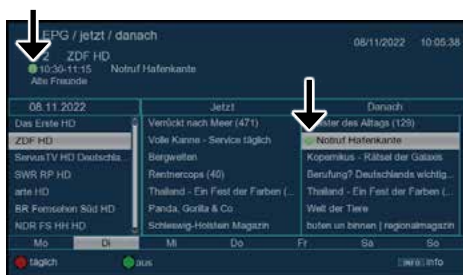 EPG / jetzt / danach
08/11/2022 10:05:38
2 ZDF HD
10:30-11:15 Notruf Hafenkante
Alte Freunde
08.11.2022 Jetzt Danach
Das Erste HD Verrückt nach Meer (471) ster des Alltags (129)
ZDF HD Volle Kanne - Service täglich Notruf Hafenkante
ServusTV HD Deutschla... Bergwelten Kopernikus - Rätsel der Galaxis
SWR RP HD Rentnercops (40) Berufung? Deutschlands wichtig...
arte HD Thailand - Ein Fest der Farben (... Thailand - Ein Fest der Farben (...
BR Fernsehen Süd HD Panda, Gorilla & Co Welt der Tiere
NDR FS HH HD Schleswig-Holstein Magazin buten un binnen | regionalmagazin
Mo Di Mi Do Fr Sa So
täglich aus INFO Info